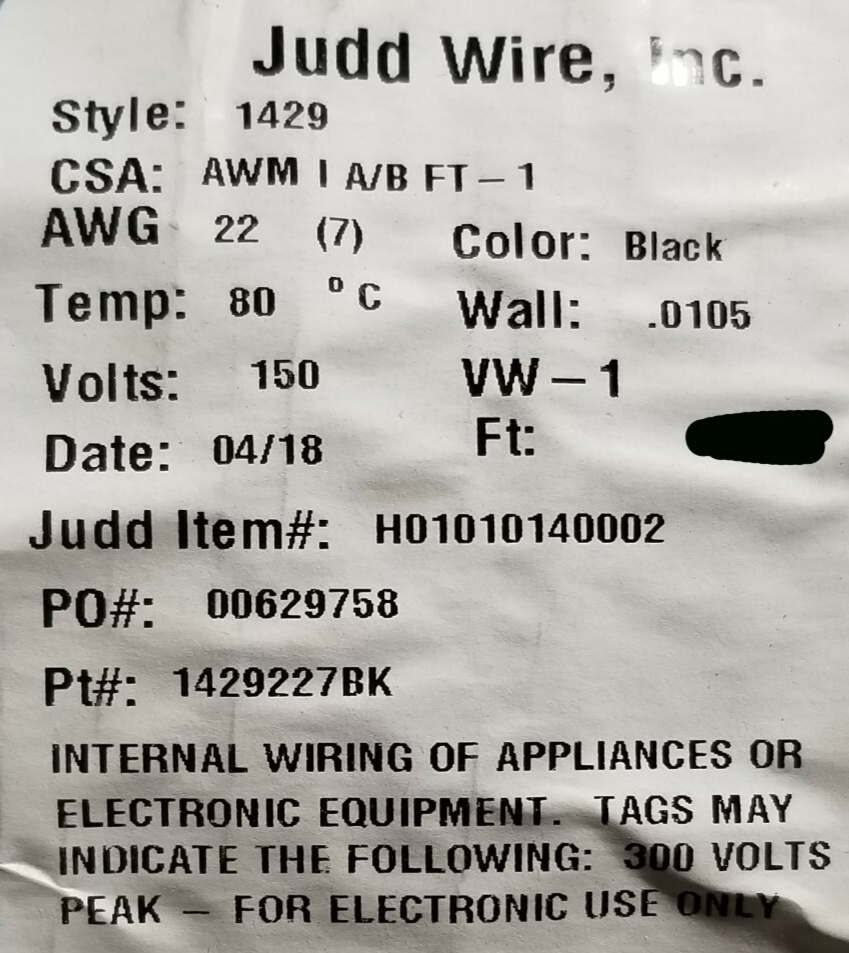 Judd Wire, Inc.
Style: 1429
CSA: AWM I A/B FT-1
AWG 22 (7) Color: Black
Temp: 80 °C Wall: .0105
Volts: 150 VW-1
Date: 04/18 Ft:
Judd Item#: H01010140002
PO#: 00629758
Pt#: 1429227BK
INTERNAL WIRING OF APPLIANCES OR
ELECTRONIC EQUIPMENT. TAGS MAY
INDICATE THE FOLLOWING: 300 VOLTS
PEAK – FOR ELECTRONIC USE ONLY